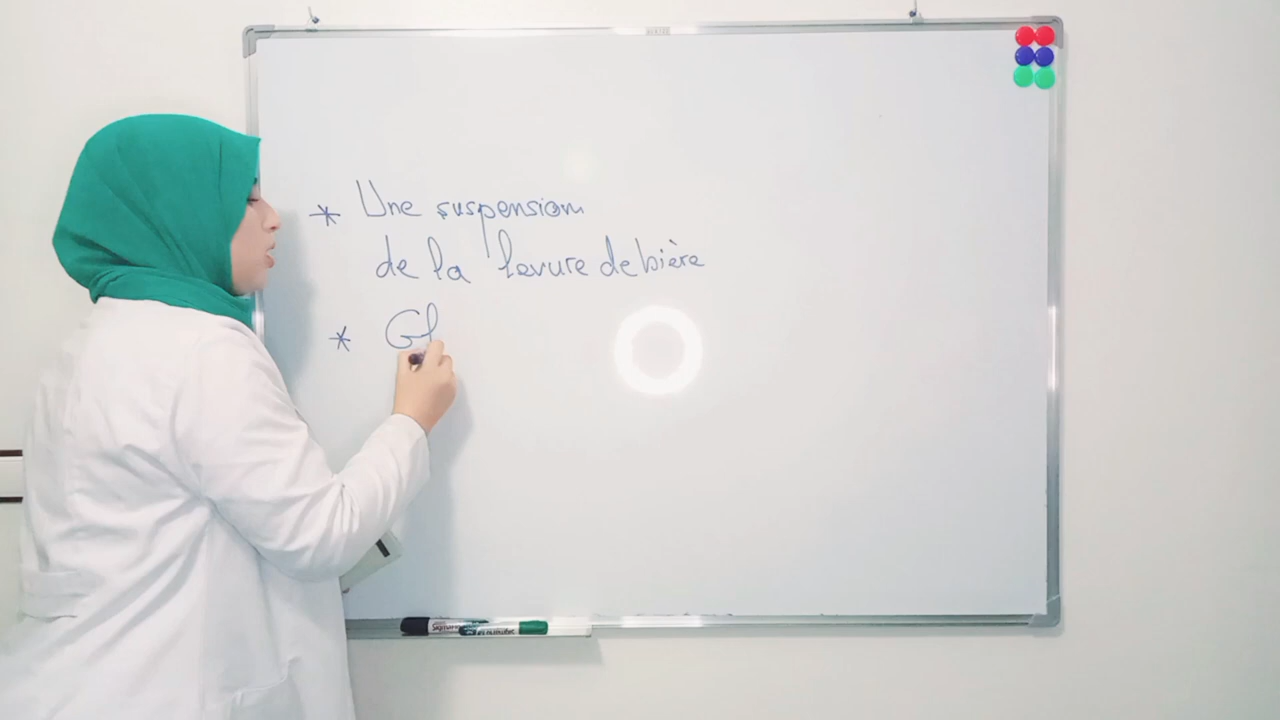 * Une suspension
de la levure de bière
* Gl